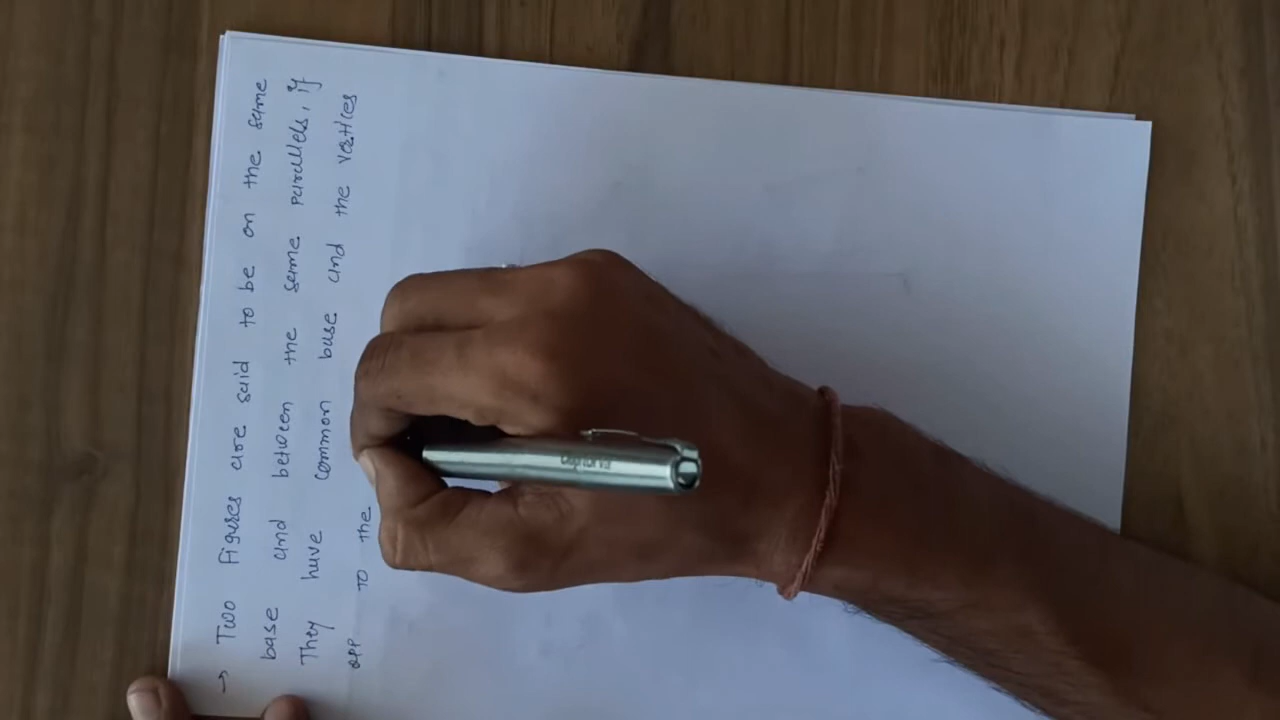 → Two figures are said to be on the same
base and between the same parallels, if
They have common base and the vertices
opp to the